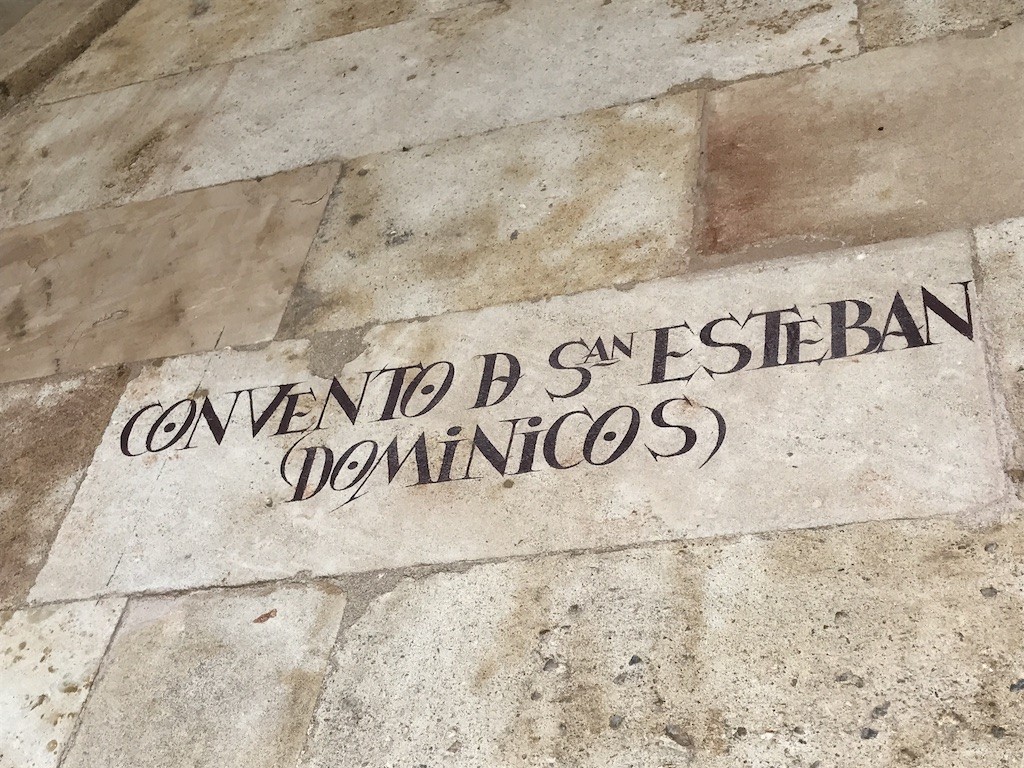 CONVENTO D SAN ESTEBAN
(DOMiNiCOS)